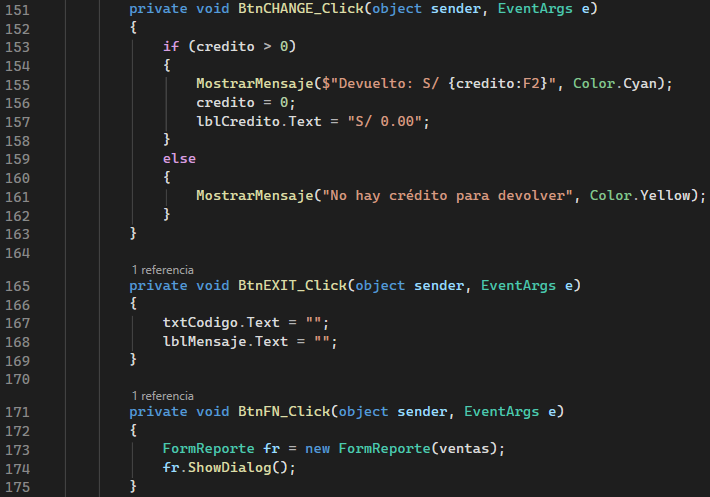 151 private void BtnCHANGE_Click(object sender, EventArgs e)
152 {
153 if (credito > 0)
154 {
155 MostrarMensaje($"Devuelto: S/ {credito:F2}", Color.Cyan);
156 credito = 0;
157 lblCredito.Text = "S/ 0.00";
158 }
159 else
160 {
161 MostrarMensaje("No hay crédito para devolver", Color.Yellow);
162 }
163 }
164
1 referencia
165 private void BtnEXIT_Click(object sender, EventArgs e)
166 {
167 txtCodigo.Text = "";
168 lblMensaje.Text = "";
169 }
170
1 referencia
171 private void BtnFN_Click(object sender, EventArgs e)
172 {
173 FormReporte fr = new FormReporte(ventas);
174 fr.ShowDialog();
175 }